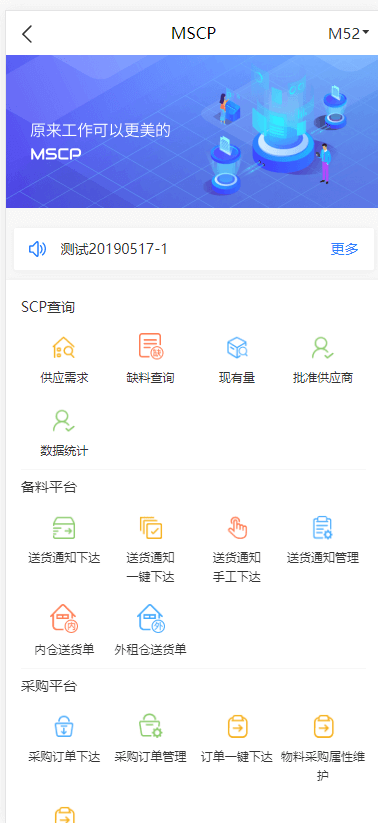 MSCP
M52
原来工作可以更美的
MSCP
测试20190517-1
更多
SCP查询
供应需求
缺
缺料查询
现有量
批准供应商
数据统计
备料平台
送货通知下达
送货通知
一键下达
送货通知
手工下达
送货通知管理
内
内仓送货单
外
外租仓送货单
采购平台
采购订单下达
采购订单管理
订单一键下达
物料采购属性维
护